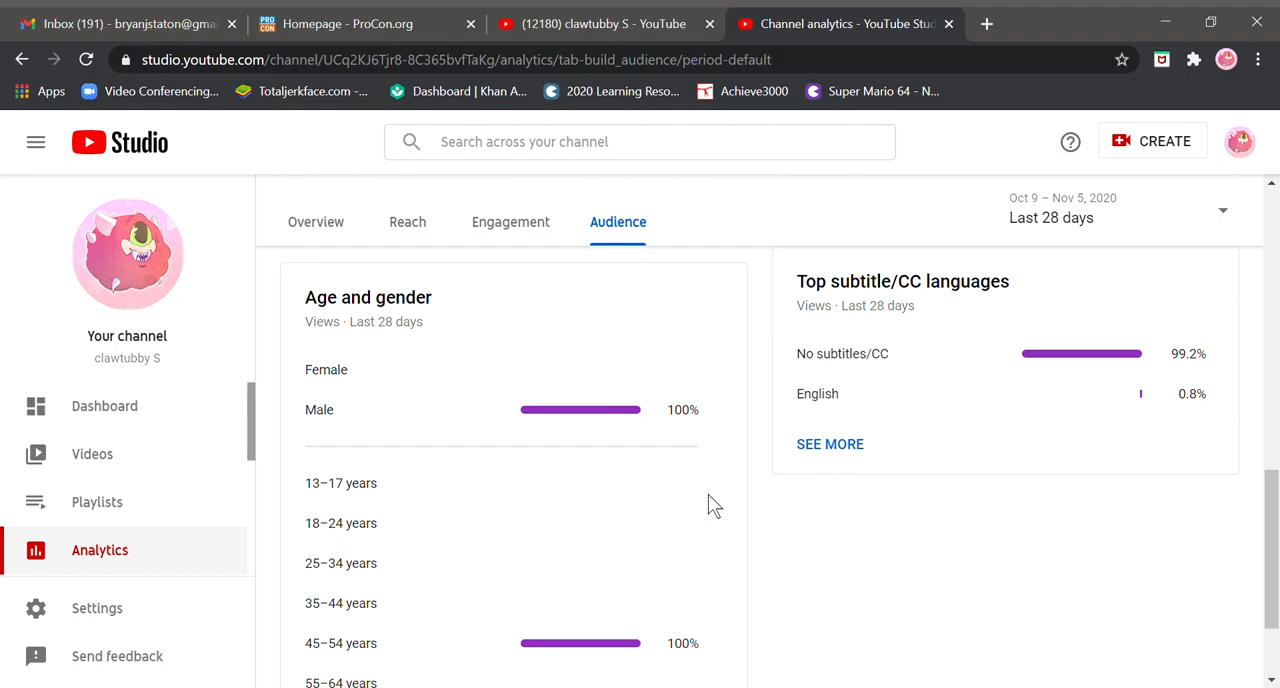 Inbox (191) - bryanjstaton@gmai
PRO CON
Homepage - ProCon.org
(12180) clawtubby S - YouTube
Channel analytics - YouTube Stud
studio.youtube.com/channel/UCq2KJ6Tjr8-8C365bvfTaKg/analytics/tab-build_audience/period-default
Apps
Video Conferencing...
Totaljerkface.com -...
Dashboard | Khan A...
2020 Learning Reso...
Achieve3000
Super Mario 64 - N...
Studio
Search across your channel
CREATE
Your channel
clawtubby S
Dashboard
Videos
Playlists
Analytics
Settings
Send feedback
Overview
Reach
Engagement
Audience
Oct 9 – Nov 5, 2020
Last 28 days
Age and gender
Views · Last 28 days
Female
Male 100%
13–17 years
18–24 years
25–34 years
35–44 years
45–54 years 100%
55–64 years
Top subtitle/CC languages
Views · Last 28 days
No subtitles/CC 99.2%
English 0.8%
SEE MORE